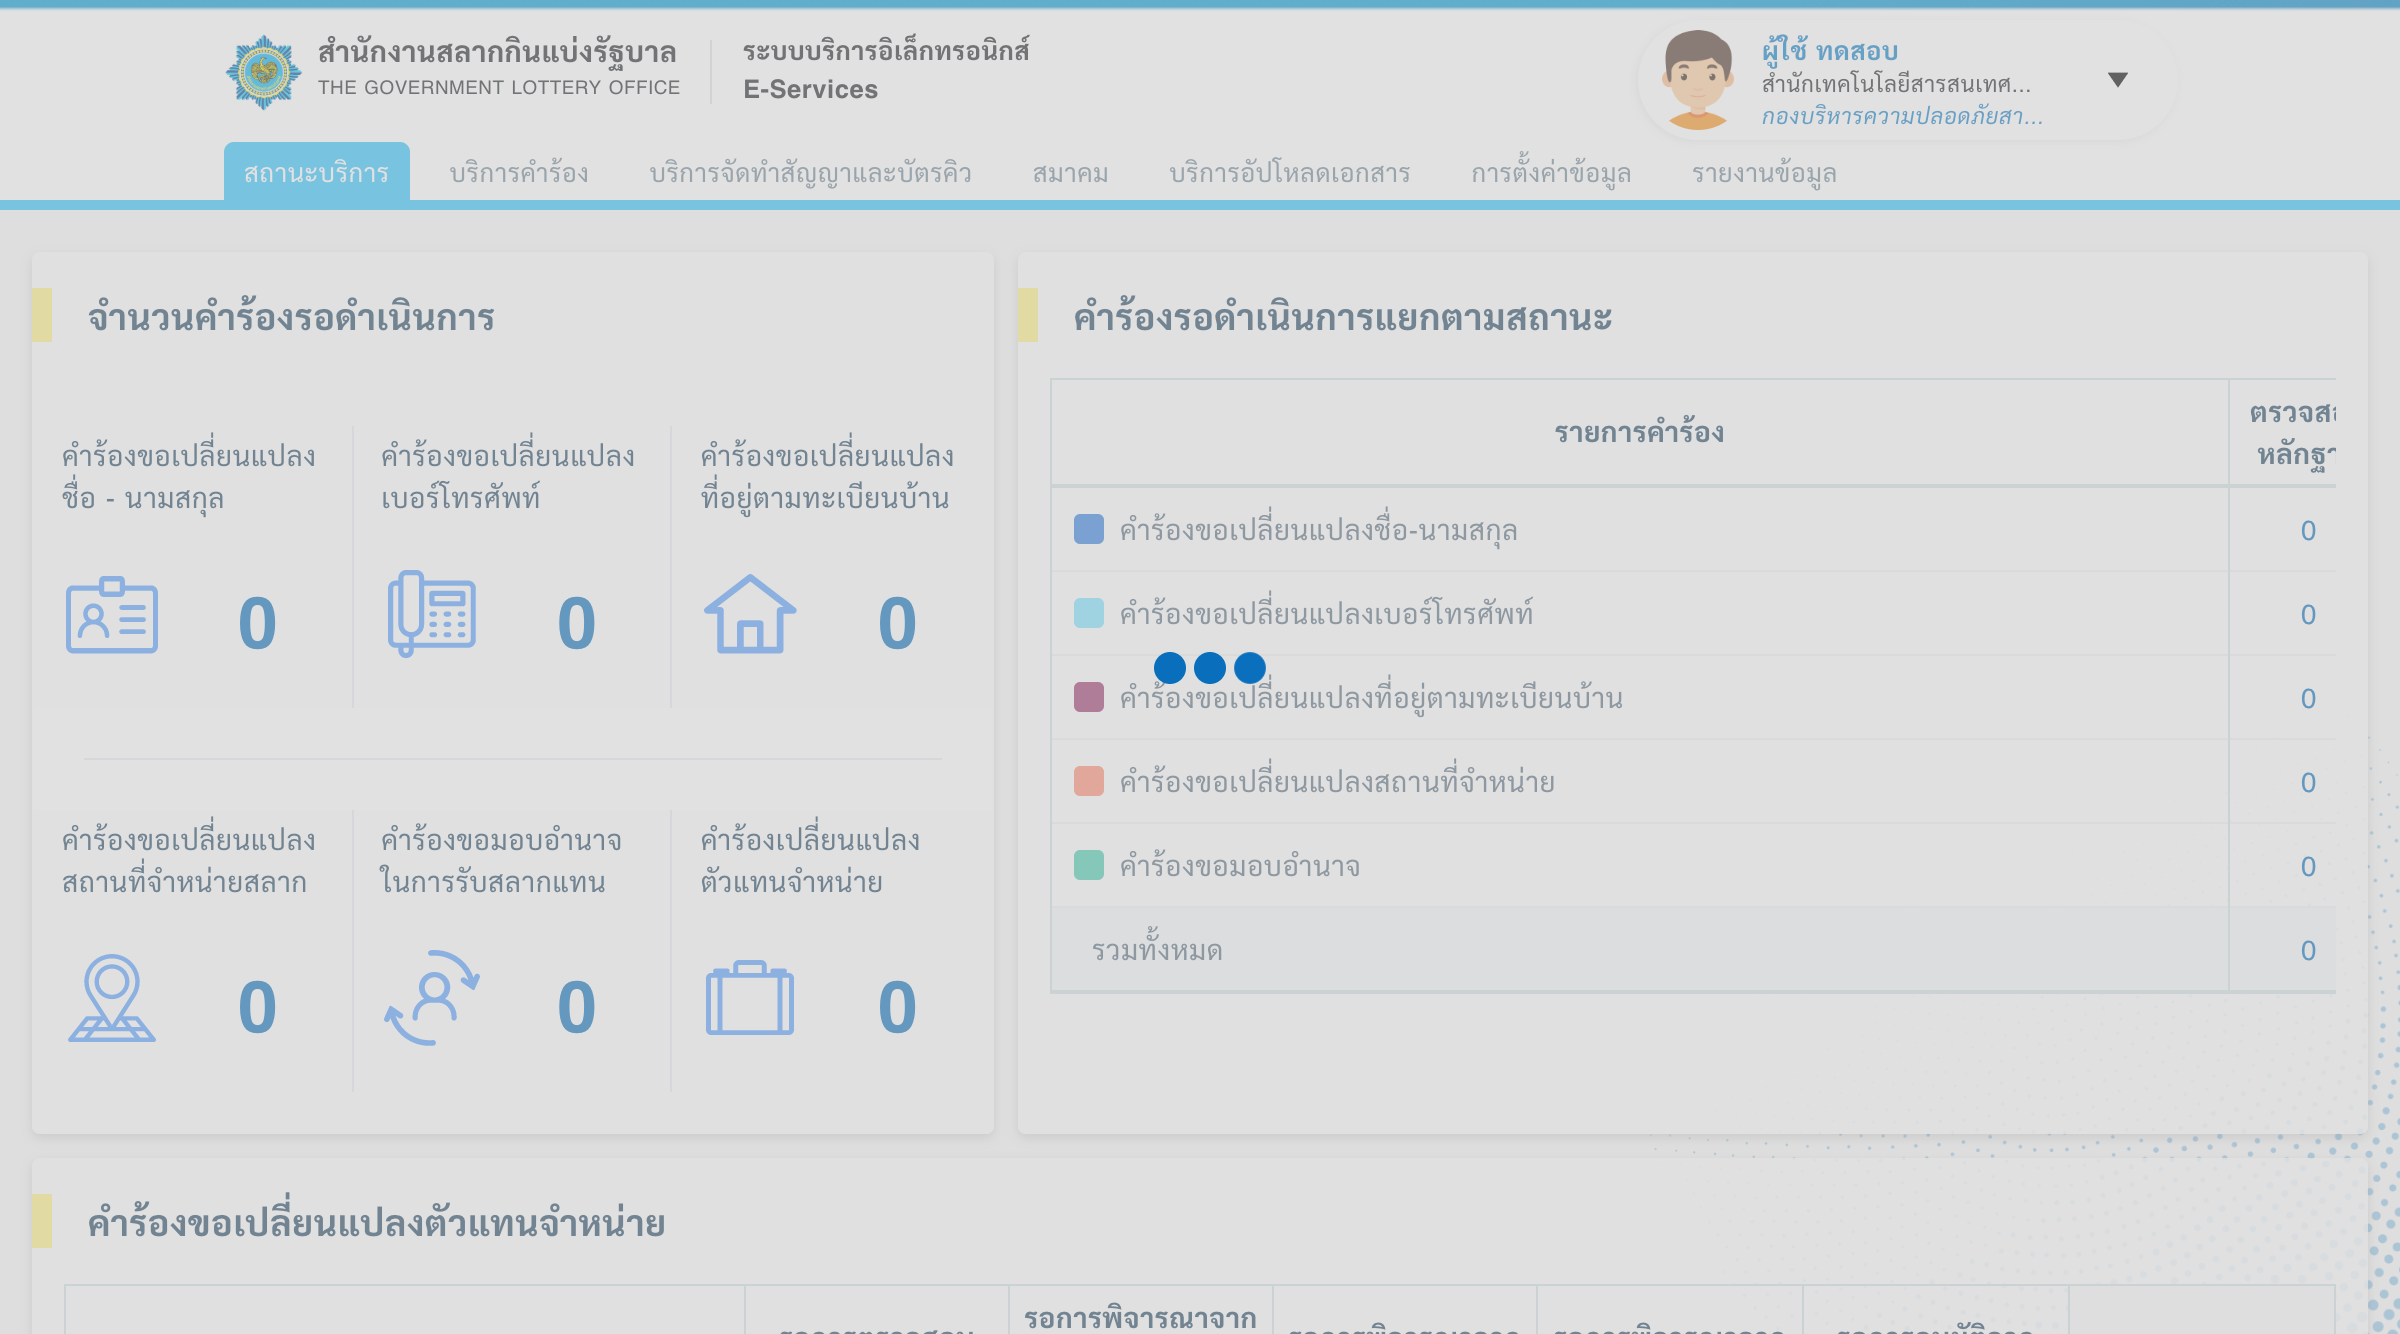 สำนักงานสลากกินแบ่งรัฐบาล
THE GOVERNMENT LOTTERY OFFICE
ระบบบริการอิเล็กทรอนิกส์
E-Services
ผู้ใช้ ทดสอบ
สำนักเทคโนโลยีสารสนเทศ...
กองบริหารความปลอดภัยสา...
สถานะบริการ
บริการคำร้อง
บริการจัดทำสัญญาและบัตรคิว
สมาคม
บริการอัปโหลดเอกสาร
การตั้งค่าข้อมูล
รายงานข้อมูล
จำนวนคำร้องรอดำเนินการ
คำร้องขอเปลี่ยนแปลง
ชื่อ - นามสกุล
0
คำร้องขอเปลี่ยนแปลง
เบอร์โทรศัพท์
0
คำร้องขอเปลี่ยนแปลง
ที่อยู่ตามทะเบียนบ้าน
0
คำร้องขอเปลี่ยนแปลง
สถานที่จำหน่ายสลาก
0
คำร้องขอมอบอำนาจ
ในการรับสลากแทน
0
คำร้องเปลี่ยนแปลง
ตัวแทนจำหน่าย
0
คำร้องรอดำเนินการแยกตามสถานะ
รายการคำร้อง
คำร้องขอเปลี่ยนแปลงชื่อ-นามสกุล 0
คำร้องขอเปลี่ยนแปลงเบอร์โทรศัพท์ 0
คำร้องขอเปลี่ยนแปลงที่อยู่ตามทะเบียนบ้าน 0
คำร้องขอเปลี่ยนแปลงสถานที่จำหน่าย 0
คำร้องขอมอบอำนาจ 0
รวมทั้งหมด 0
คำร้องขอเปลี่ยนแปลงตัวแทนจำหน่าย
รอการพิจารณาจาก